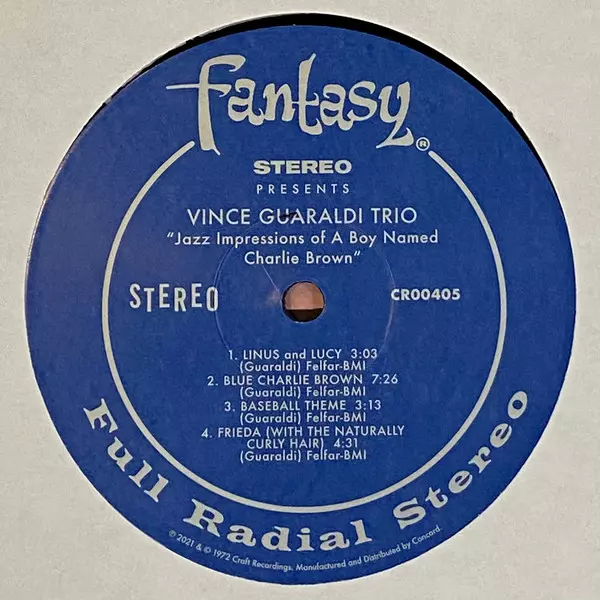 fantasy®
STEREO
PRESENTS
VINCE GUARALDI TRIO
“Jazz Impressions of A Boy Named
Charlie Brown”
STEREO
CR00405
1. LINUS and LUCY 3:03
(Guaraldi) Felfar-BMI
2. BLUE CHARLIE BROWN 7:26
(Guaraldi) Felfar-BMI
3. BASEBALL THEME 3:13
(Guaraldi) Felfar-BMI
4. FRIEDA (WITH THE NATURALLY
CURLY HAIR) 4:31
(Guaraldi) Felfar-BMI
Full Radial Stereo
℗ 2021 & © 1972 Craft Recordings. Manufactured and Distributed by Concord.